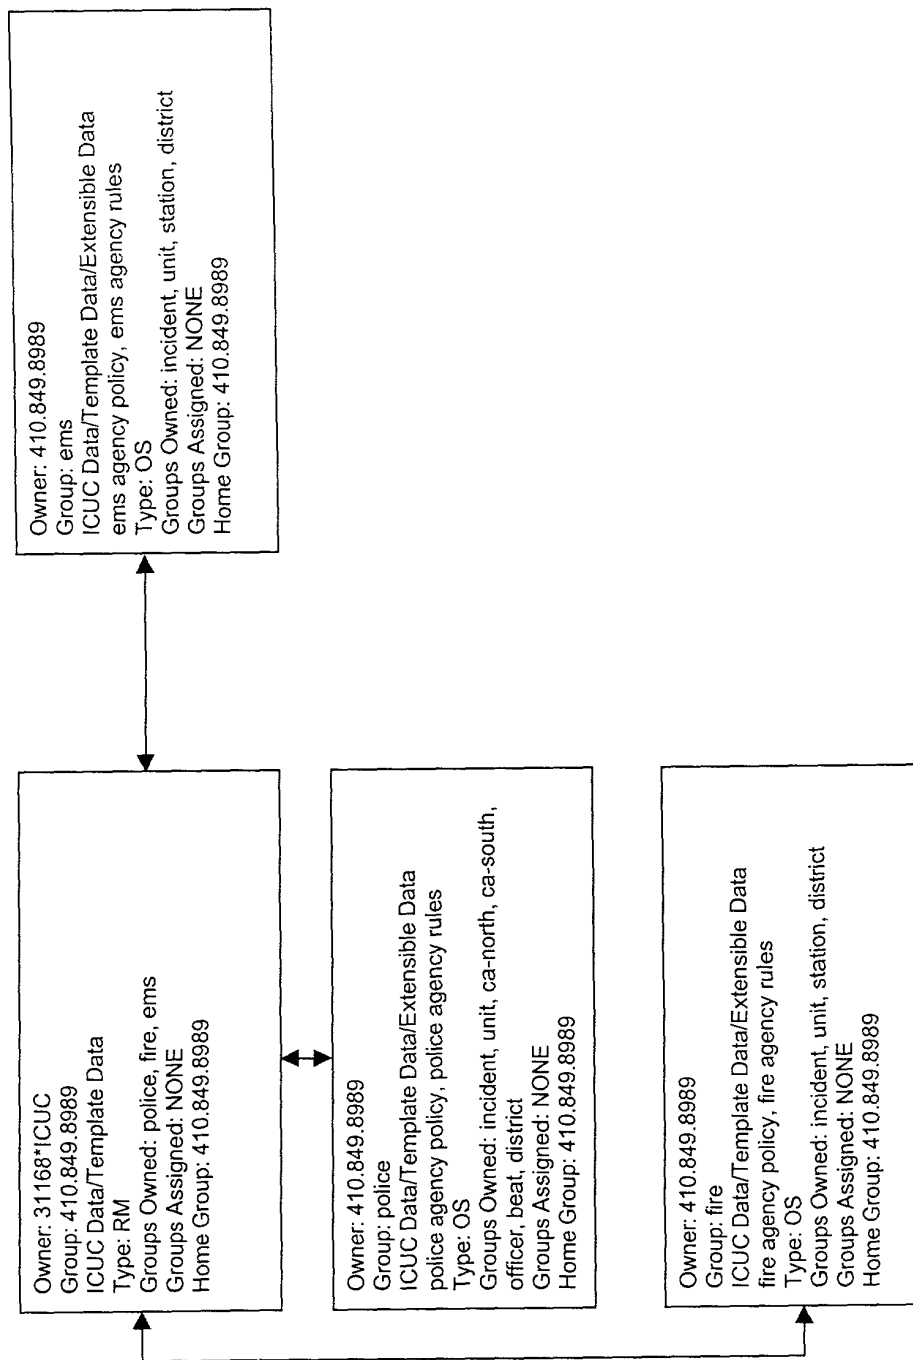 Owner: 31168*ICUC
Group: 410.849.8989
ICUC Data/Template Data
Type: RM
Groups Owned: police, fire, ems
Groups Assigned: NONE
Home Group: 410.849.8989
Owner: 410.849.8989
Group: ems
ICUC Data/Template Data/Extensible Data
ems agency policy, ems agency rules
Type: OS
Groups Owned: incident, unit, station, district
Groups Assigned: NONE
Home Group: 410.849.8989
Owner: 410.849.8989
Group: police
ICUC Data/Template Data/Extensible Data
police agency policy, police agency rules
Type: OS
Groups Owned: incident, unit, ca-north, ca-south,
officer, beat, district
Groups Assigned: NONE
Home Group: 410.849.8989
Owner: 410.849.8989
Group: fire
ICUC Data/Template Data/Extensible Data
fire agency policy, fire agency rules
Type: OS
Groups Owned: incident, unit, station, district
Groups Assigned: NONE
Home Group: 410.849.8989